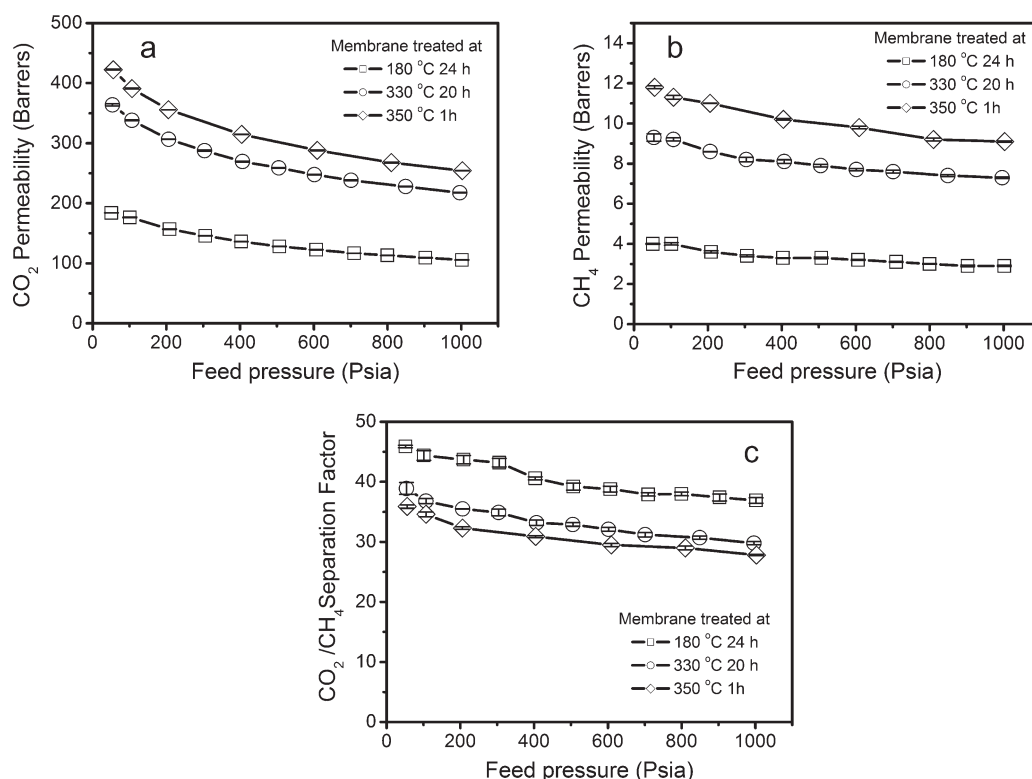 a
Membrane treated at
180 °C 24 h
330 °C 20 h
350 °C 1h
CO₂ Permeability (Barrers)
500
400
300
200
100
0
0 200 400 600 800 1000
Feed pressure (Psia)
b
Membrane treated at
180 °C 24 h
330 °C 20 h
350 °C 1h
CH₄ Permeability (Barrers)
14
12
10
8
6
4
2
0
0 200 400 600 800 1000
Feed pressure (Psia)
c
CO₂ /CH₄Separation Factor
50
40
30
20
10
0
Membrane treated at
180 °C 24 h
330 °C 20 h
350 °C 1h
0 200 400 600 800 1000
Feed pressure (Psia)